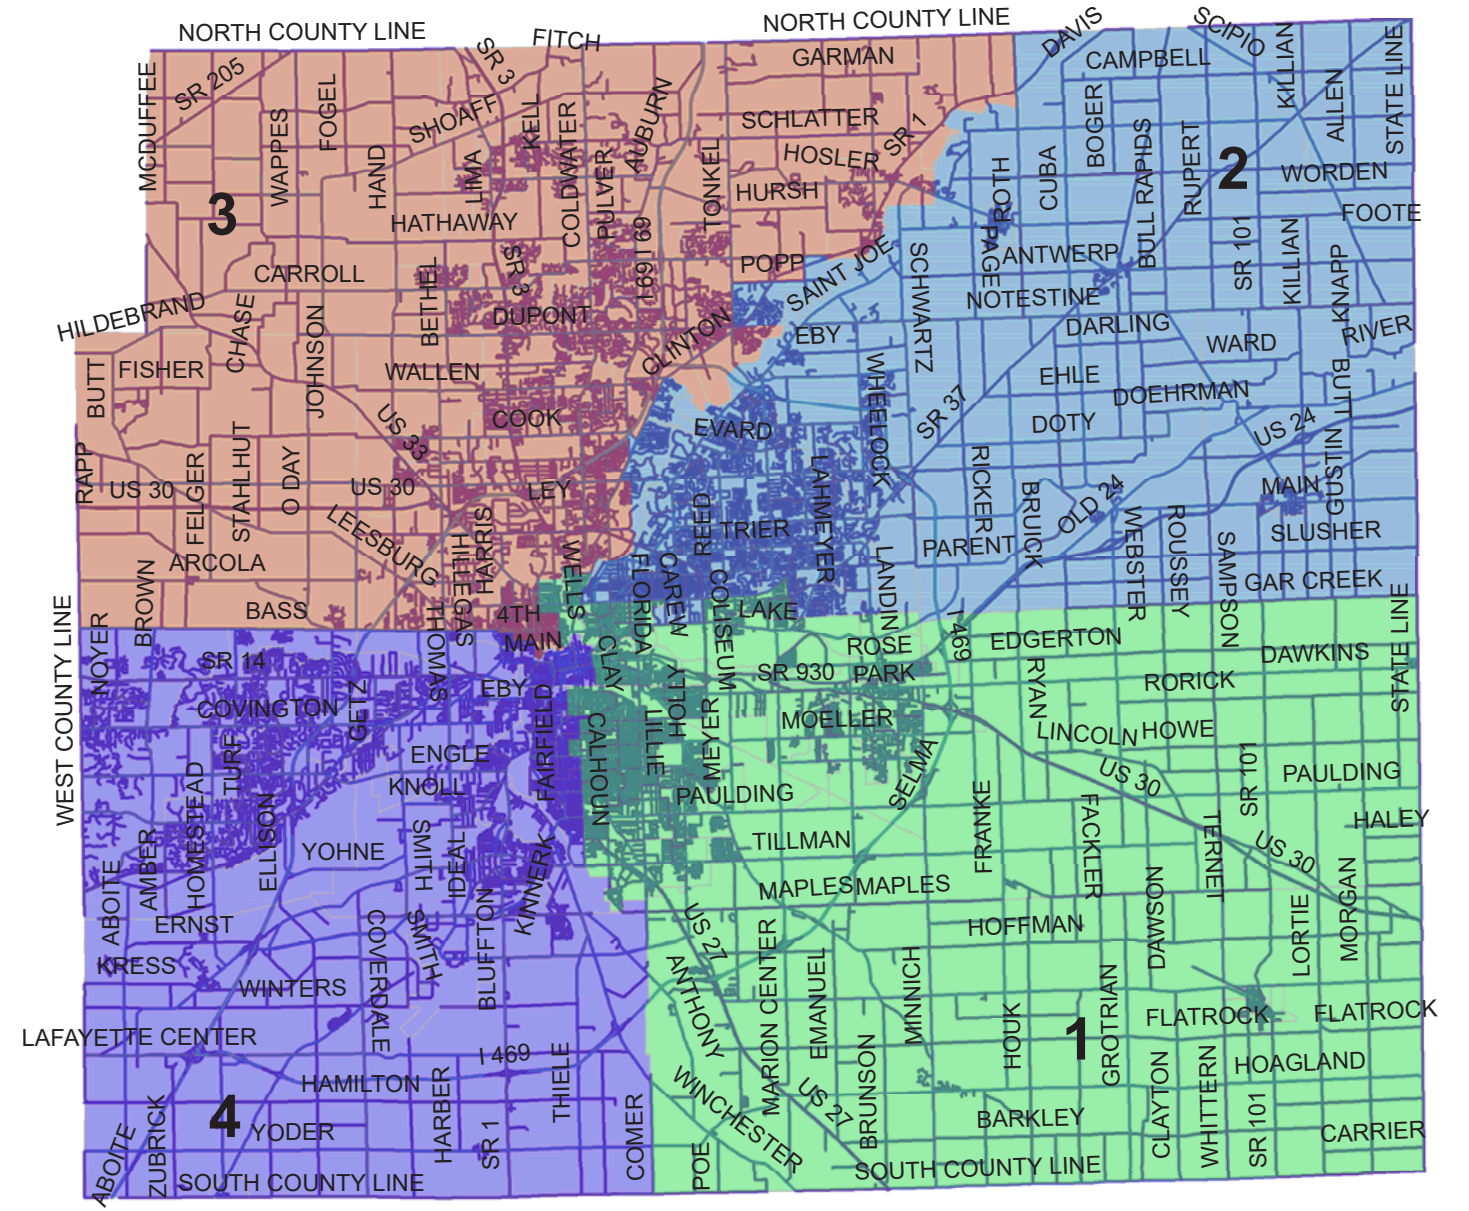 NORTH COUNTY LINE
FITCH
NORTH COUNTY LINE
DAVIS
SCIPIO
KILLIAN
STATE LINE
MCDUFFEE
SR 205
FOGEL
SR 3
GARMAN
CAMPBELL
WAPPES
SHOAFF
KELL
COLDWATER
AUBURN
SCHLATTER
SR 1
BOGER
ALLEN
HAND
LIMA
PULVER
TONKEL
HOSLER
HURSH
ROTH
CUBA
BULL RAPIDS
RUPERT
2
WORDEN
3
HATHAWAY
I 69
I 69
FOOTE
CARROLL
SR 3
POPP
SAINT JOE
SCHWARTZ
PAGE
ANTWERP
SR 101
KILLIAN
KNAPP
HILDEBRAND
CHASE
JOHNSON
BETHEL
DUPONT
CLINTON
EBY
NOTESTINE
DARLING
WARD
RIVER
BUTT
FISHER
WALLEN
WHEELOCK
EHLE
DOEHRMAN
BUTT
US 33
COOK
EVARD
SR 37
DOTY
US 24
RAPP
US 30
FELGER
STAHLHUT
O DAY
US 30
LEY
REED
TRIER
LAHMEYER
RICKER
BRUICK
OLD 24
MAIN
GUSTIN
LEESBURG
HILLEGAS
HARRIS
WEBSTER
ROUSSEY
SAMPSON
SLUSHER
ARCOLA
WELLS
FLORIDA
CAREW
COLISEUM
LANDIN
PARENT
GAR CREEK
WEST COUNTY LINE
NOYER
BROWN
BASS
THOMAS
4TH
MAIN
LAKE
STATE LINE
SR 14
CLAY
ROSE
I 469
EDGERTON
DAWKINS
COVINGTON
GETZ
EBY
FAIRFIELD
HOLLY
SR 930
PARK
RYAN
RORICK
CALHOUN
LILLIE
MEYER
MOELLER
LINCOLN
HOWE
TURF
ENGLE
SELMA
US 30
SR 101
PAULDING
HOMESTEAD
ELLISON
KNOLL
PAULDING
FRANKE
FACKLER
TERNET
HALEY
AMBER
YOHNE
SMITH
IDEAL
KINNERK
TILLMAN
US 30
ABOITE
MAPLES
MAPLES
DAWSON
MORGAN
ERNST
COVERDALE
SMITH
BLUFFTON
US 27
HOFFMAN
LORTIE
KRESS
WINTERS
ANTHONY
MARION CENTER
EMANUEL
MINNICH
HOUK
GROTRIAN
FLATROCK
FLATROCK
LAFAYETTE CENTER
I 469
1
HOAGLAND
HAMILTON
HARBER
THIELE
WINCHESTER
US 27
BRUNSON
CLAYTON
WHITTERN
4
ZUBRICK
YODER
SR 1
COMER
BARKLEY
SR 101
CARRIER
ABOITE
SOUTH COUNTY LINE
POE
SOUTH COUNTY LINE